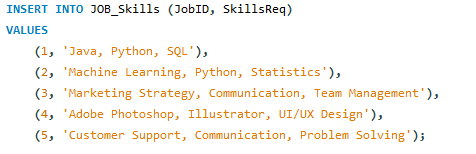 INSERT INTO JOB_Skills (JobID, SkillsReq)
VALUES
(1, 'Java, Python, SQL'),
(2, 'Machine Learning, Python, Statistics'),
(3, 'Marketing Strategy, Communication, Team Management'),
(4, 'Adobe Photoshop, Illustrator, UI/UX Design'),
(5, 'Customer Support, Communication, Problem Solving');